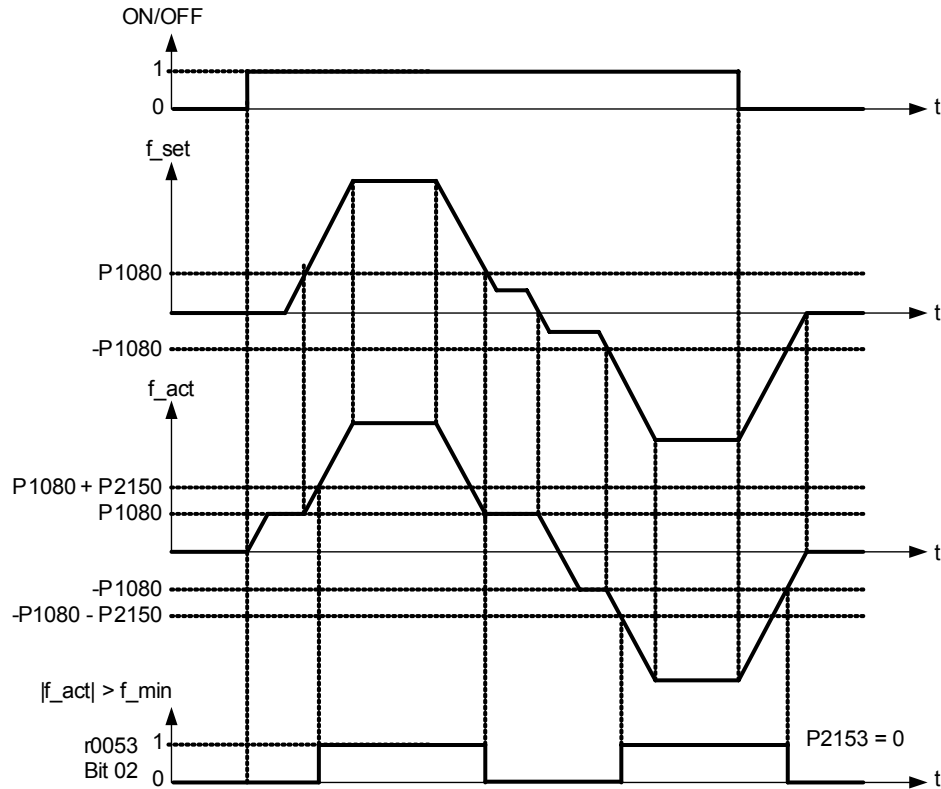 ON/OFF
1
0
t
f_set
P1080
t
-P1080
f_act
P1080 + P2150
P1080
t
-P1080
-P1080 - P2150
|f_act| > f_min
r0053 1
Bit 02
0
P2153 = 0
t